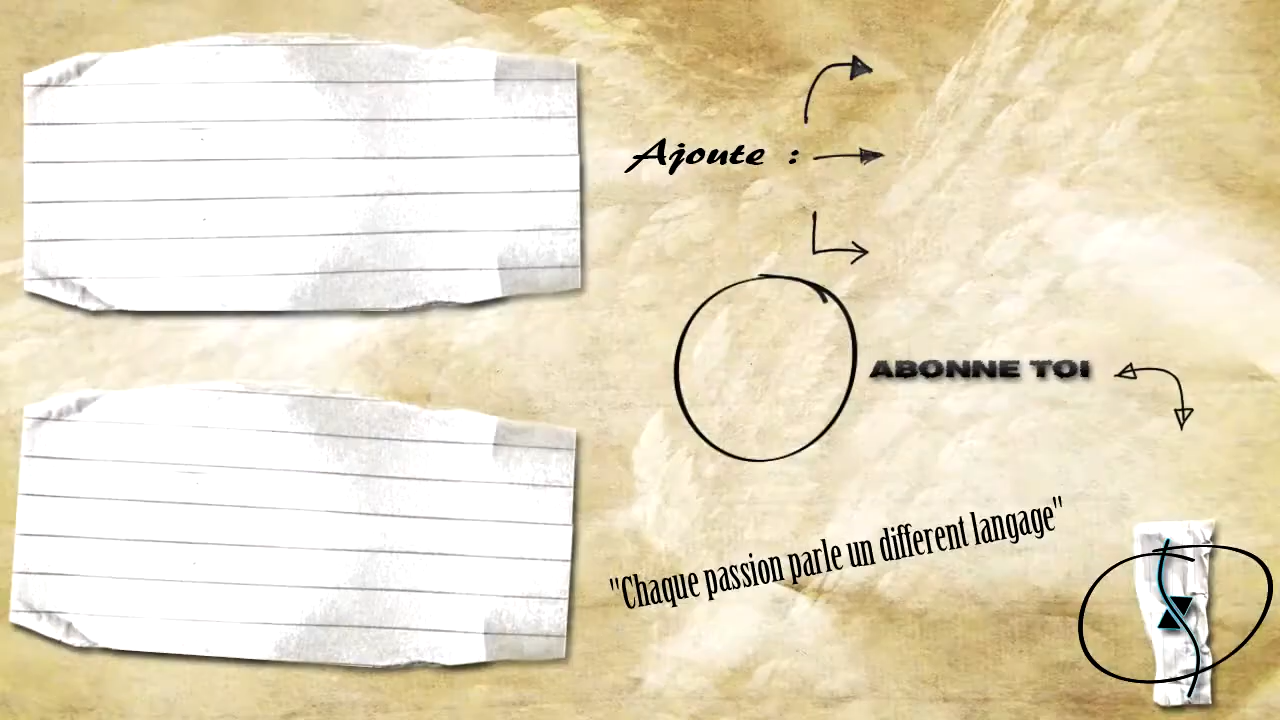 Ajoute :
ABONNE TOI
"Chaque passion parle un different langage"